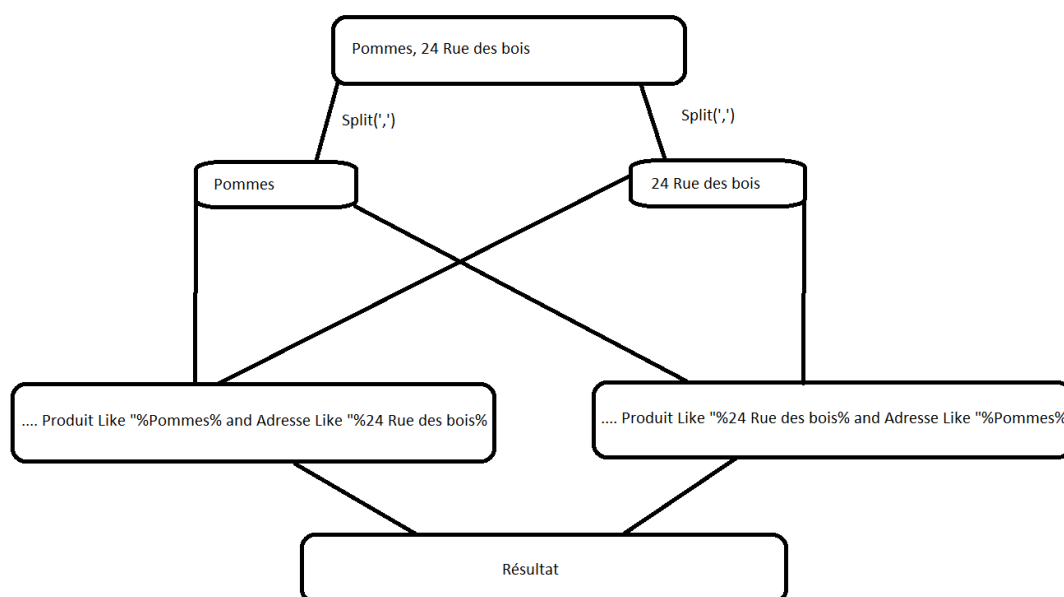 Pommes, 24 Rue des bois
Split(',')
Split(',')
Pommes
24 Rue des bois
.... Produit Like "%Pommes% and Adresse Like "%24 Rue des bois%
.... Produit Like "%24 Rue des bois% and Adresse Like "%Pommes%
Résultat